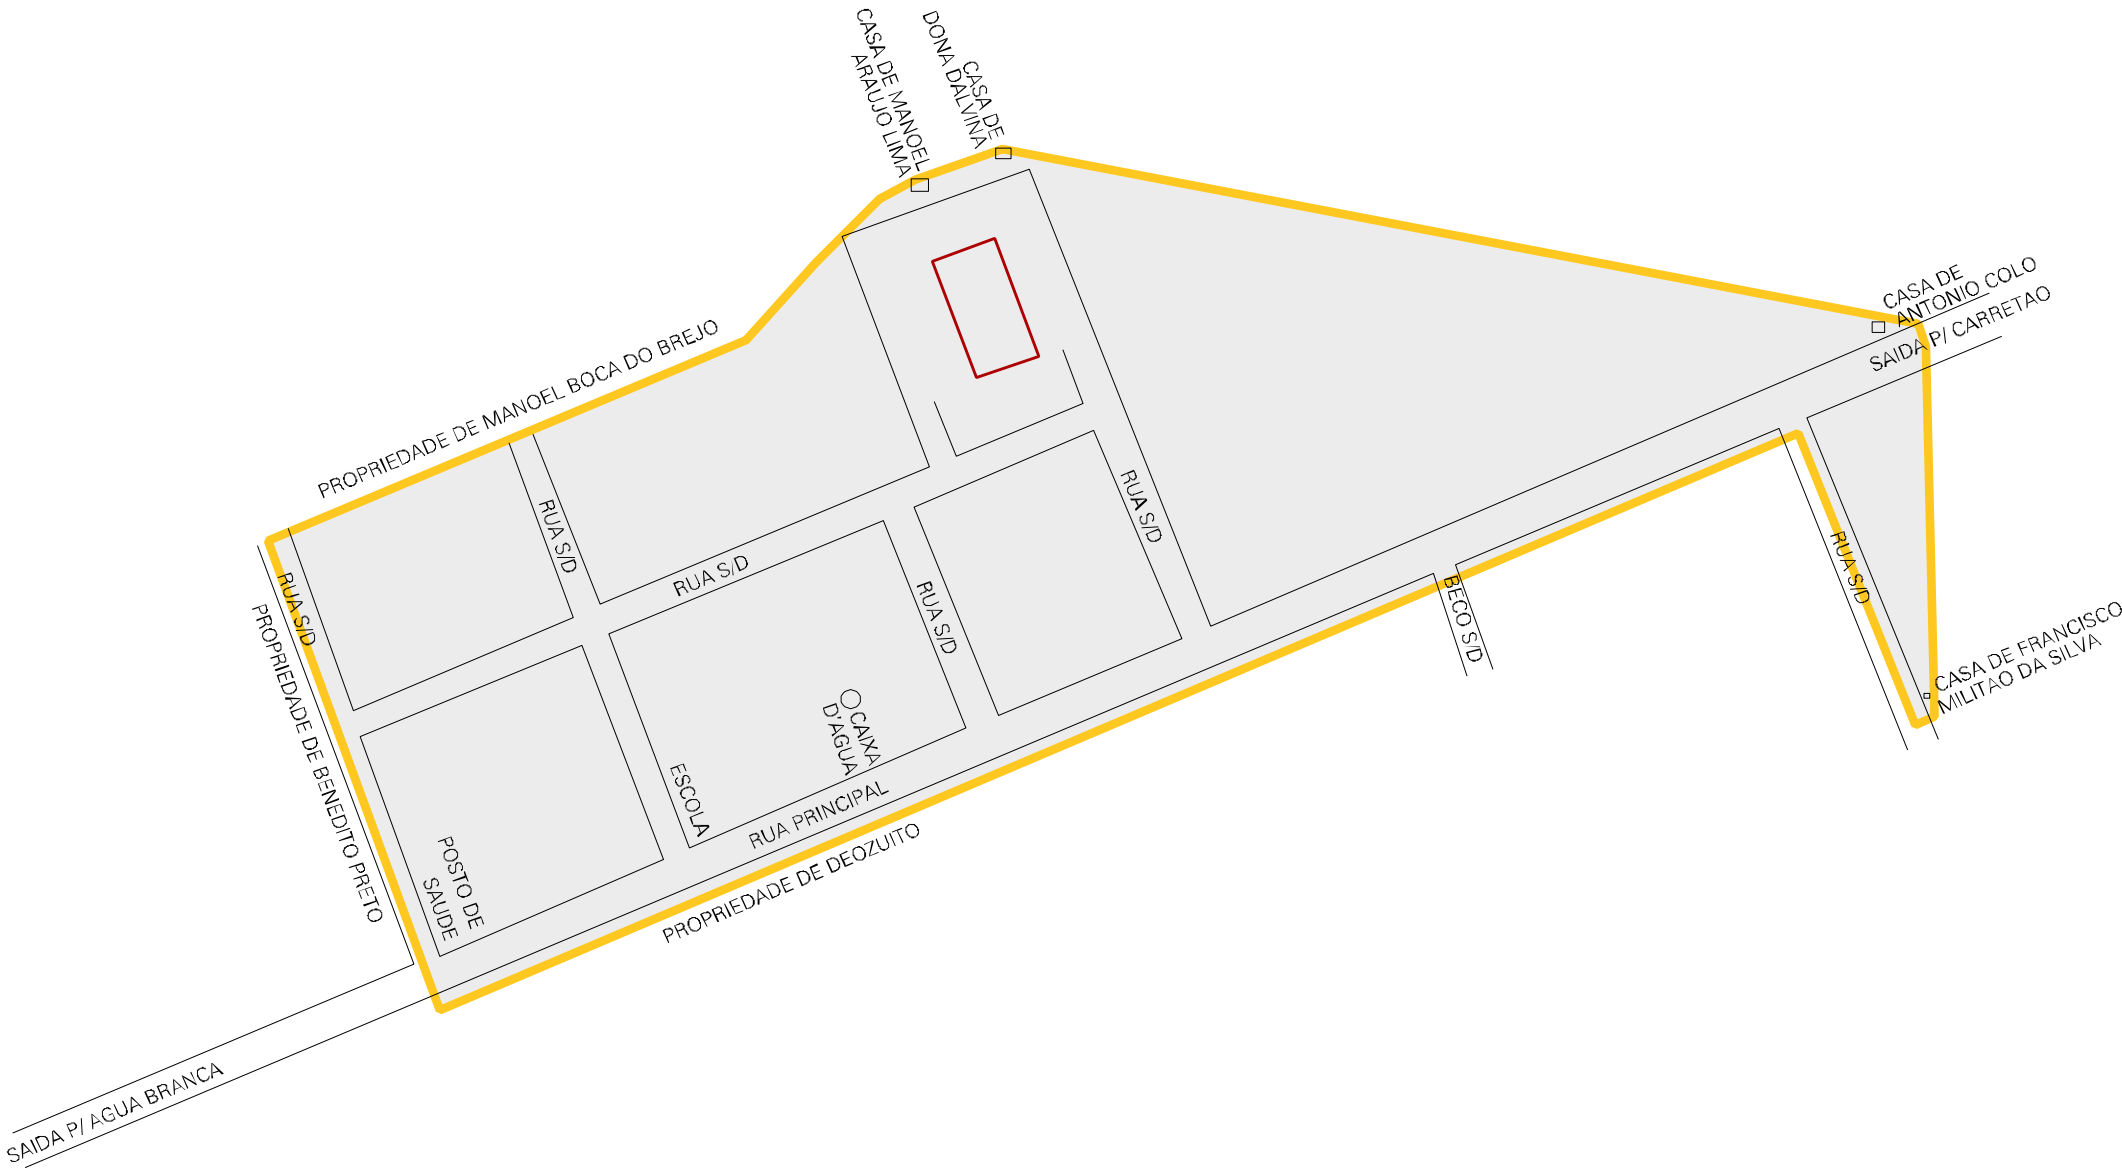 CASA DE MANOEL
ARAUJO LIMA
CASA DE
DONA DALVINA
CASA DE
ANTONIO COLO
SAIDA P/ CARRETAO
PROPRIEDADE DE MANOEL BOCA DO BREJO
RUA S/D
RUA S/D
RUA S/D
RUA S/D
RUA S/D
RUA S/D
BECO S/D
PROPRIEDADE DE BENEDITO PRETO
CASA DE FRANCISCO
MILITAO DA SILVA
CAIXA
D'AGUA
ESCOLA
RUA PRINCIPAL
POSTO DE
SAUDE
PROPRIEDADE DE DEOZUITO
SAIDA P/ AGUA BRANCA